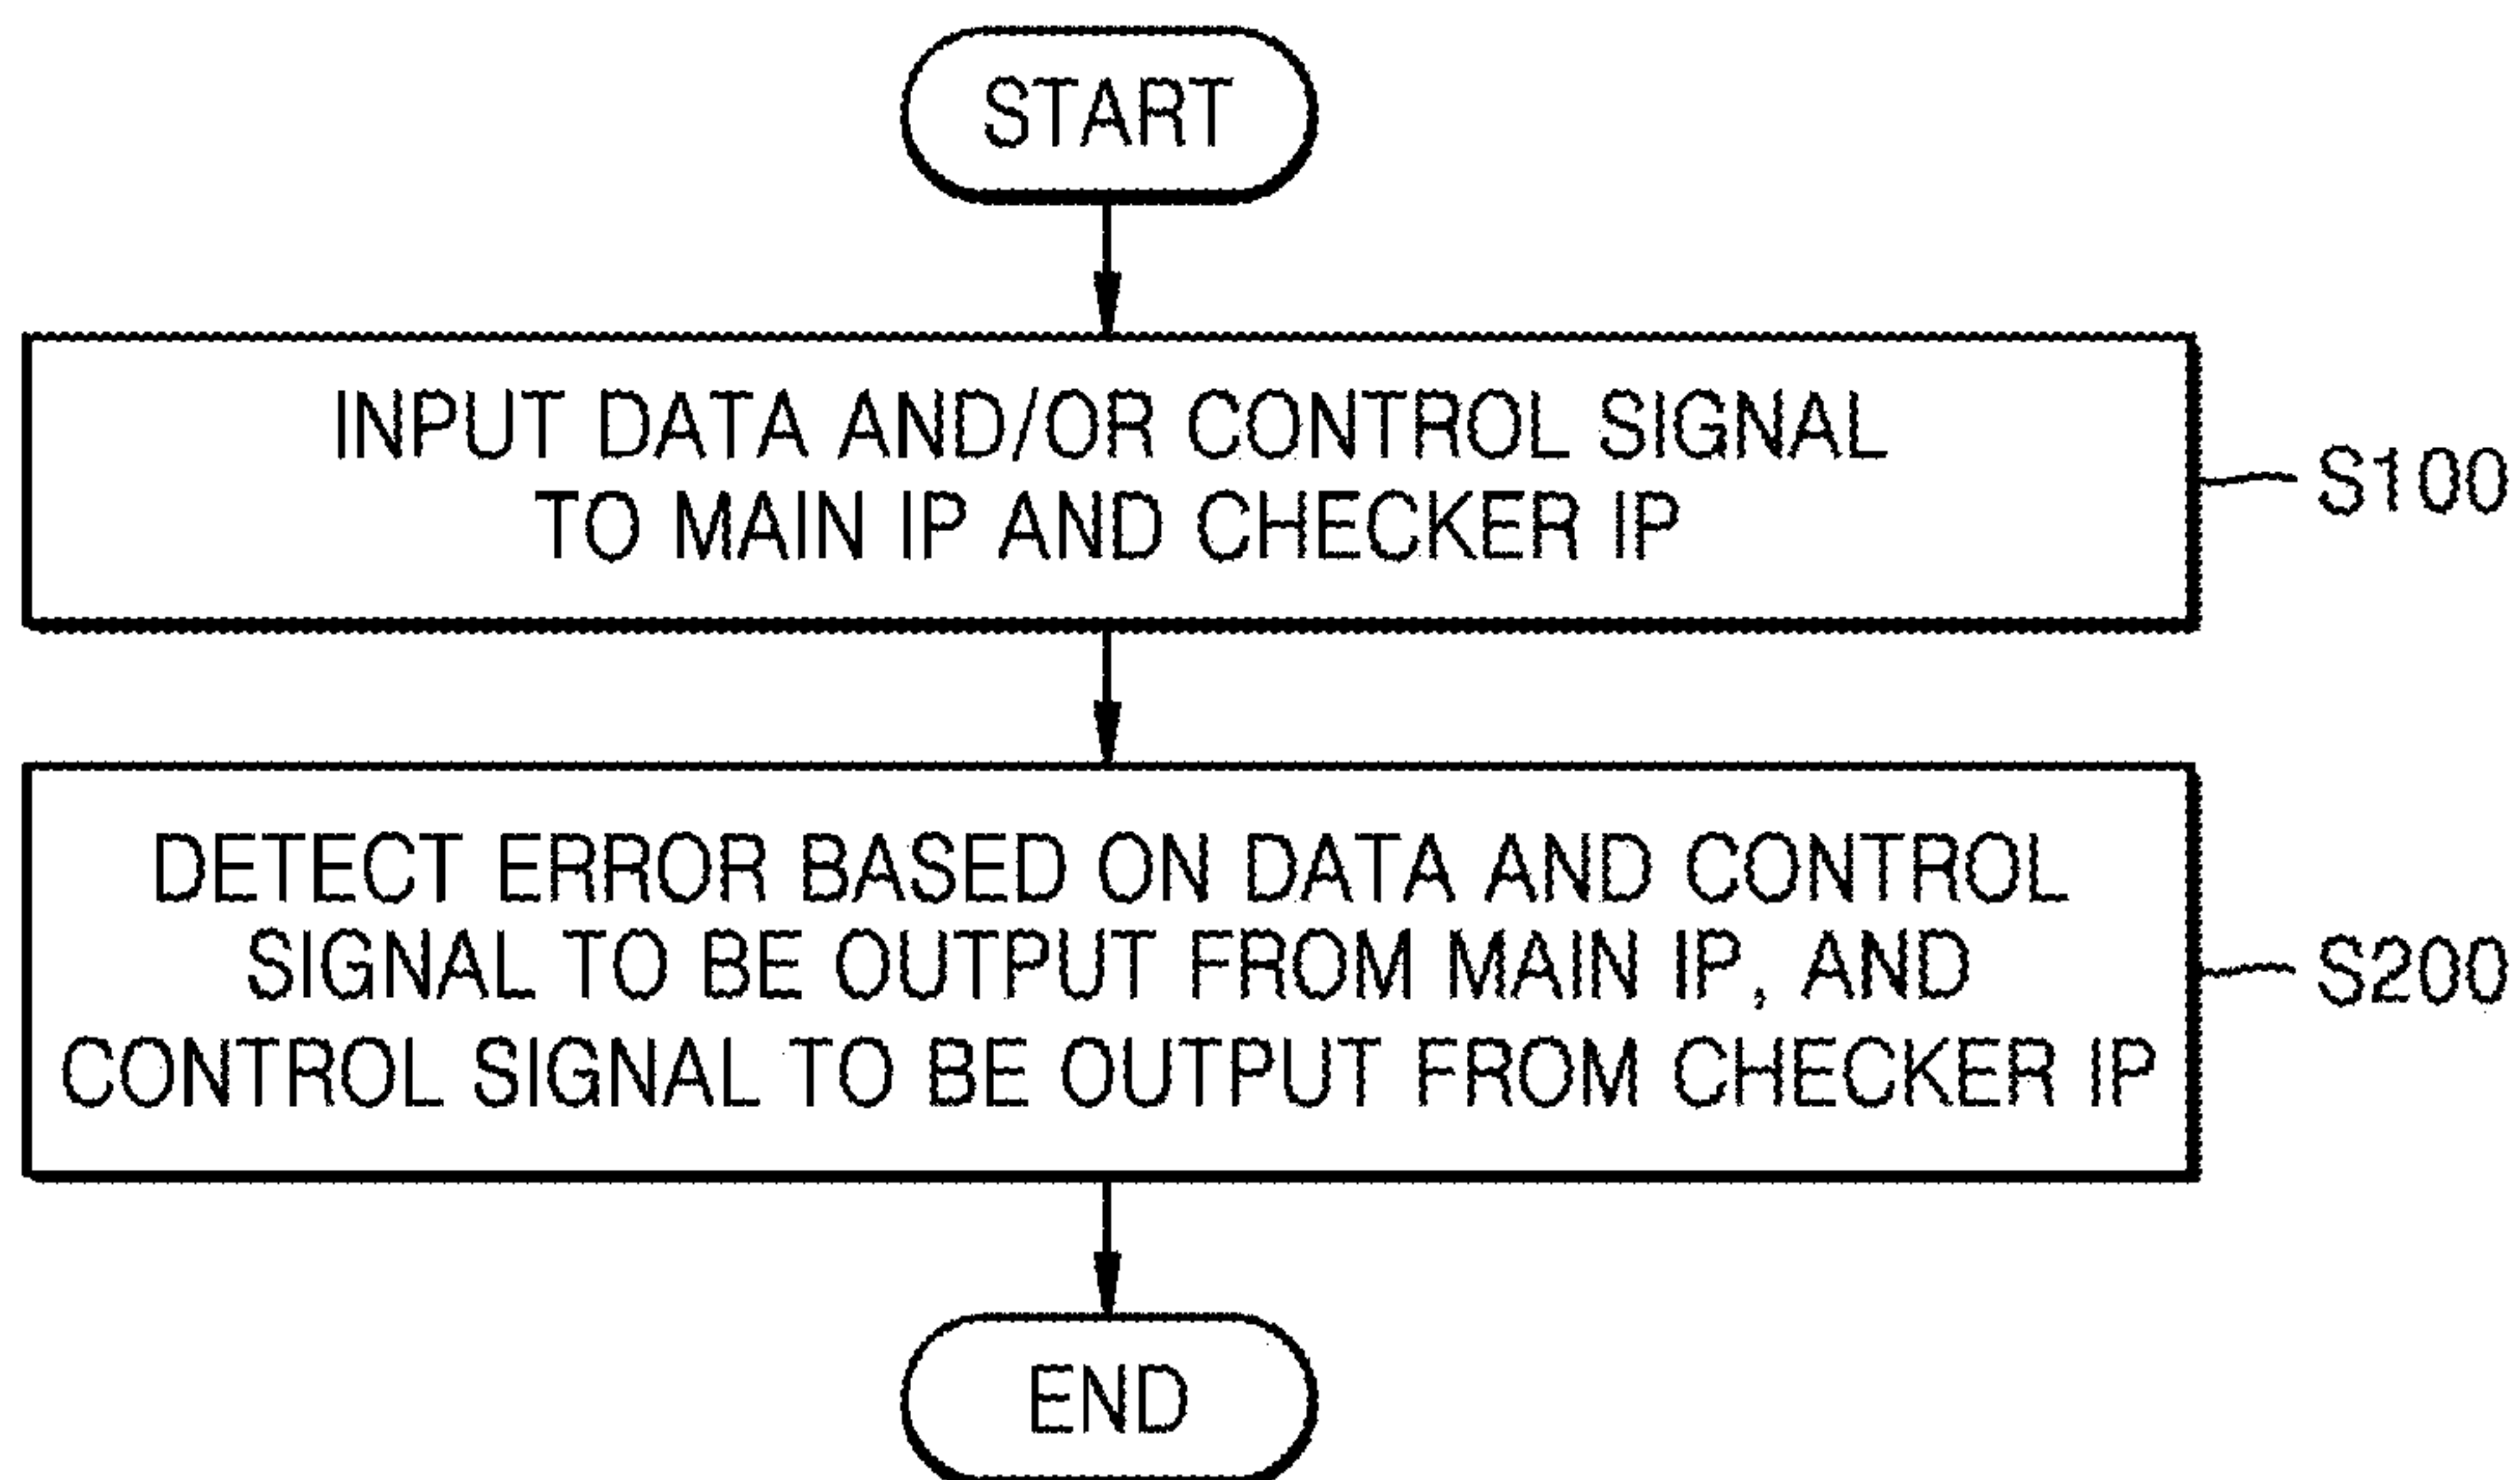 START
INPUT DATA AND/OR CONTROL SIGNAL
TO MAIN IP AND CHECKER IP
S100
DETECT ERROR BASED ON DATA AND CONTROL
SIGNAL TO BE OUTPUT FROM MAIN IP, AND
CONTROL SIGNAL TO BE OUTPUT FROM CHECKER IP
S200
END